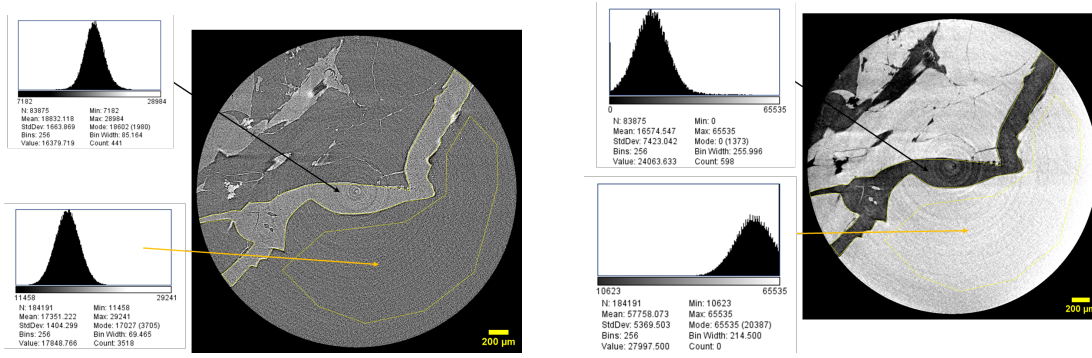 7182 28984
N: 83875 Min: 7182
Mean: 18832.118 Max: 28984
StdDev: 1663.869 Mode: 18602 (1980)
Bins: 256 Bin Width: 85.164
Value: 16379.719 Count: 441
11458 29241
N: 184191 Min: 11458
Mean: 17351.222 Max: 29241
StdDev: 1404.299 Mode: 17027 (3705)
Bins: 256 Bin Width: 69.465
Value: 17848.766 Count: 3518
200 µm
0 65535
N: 83875 Min: 0
Mean: 16574.547 Max: 65535
StdDev: 7423.042 Mode: 0 (1373)
Bins: 256 Bin Width: 255.996
Value: 24063.633 Count: 598
10623 65535
N: 184191 Min: 10623
Mean: 57758.073 Max: 65535
StdDev: 5369.503 Mode: 65535 (20387)
Bins: 256 Bin Width: 214.500
Value: 27997.500 Count: 0
200 µm